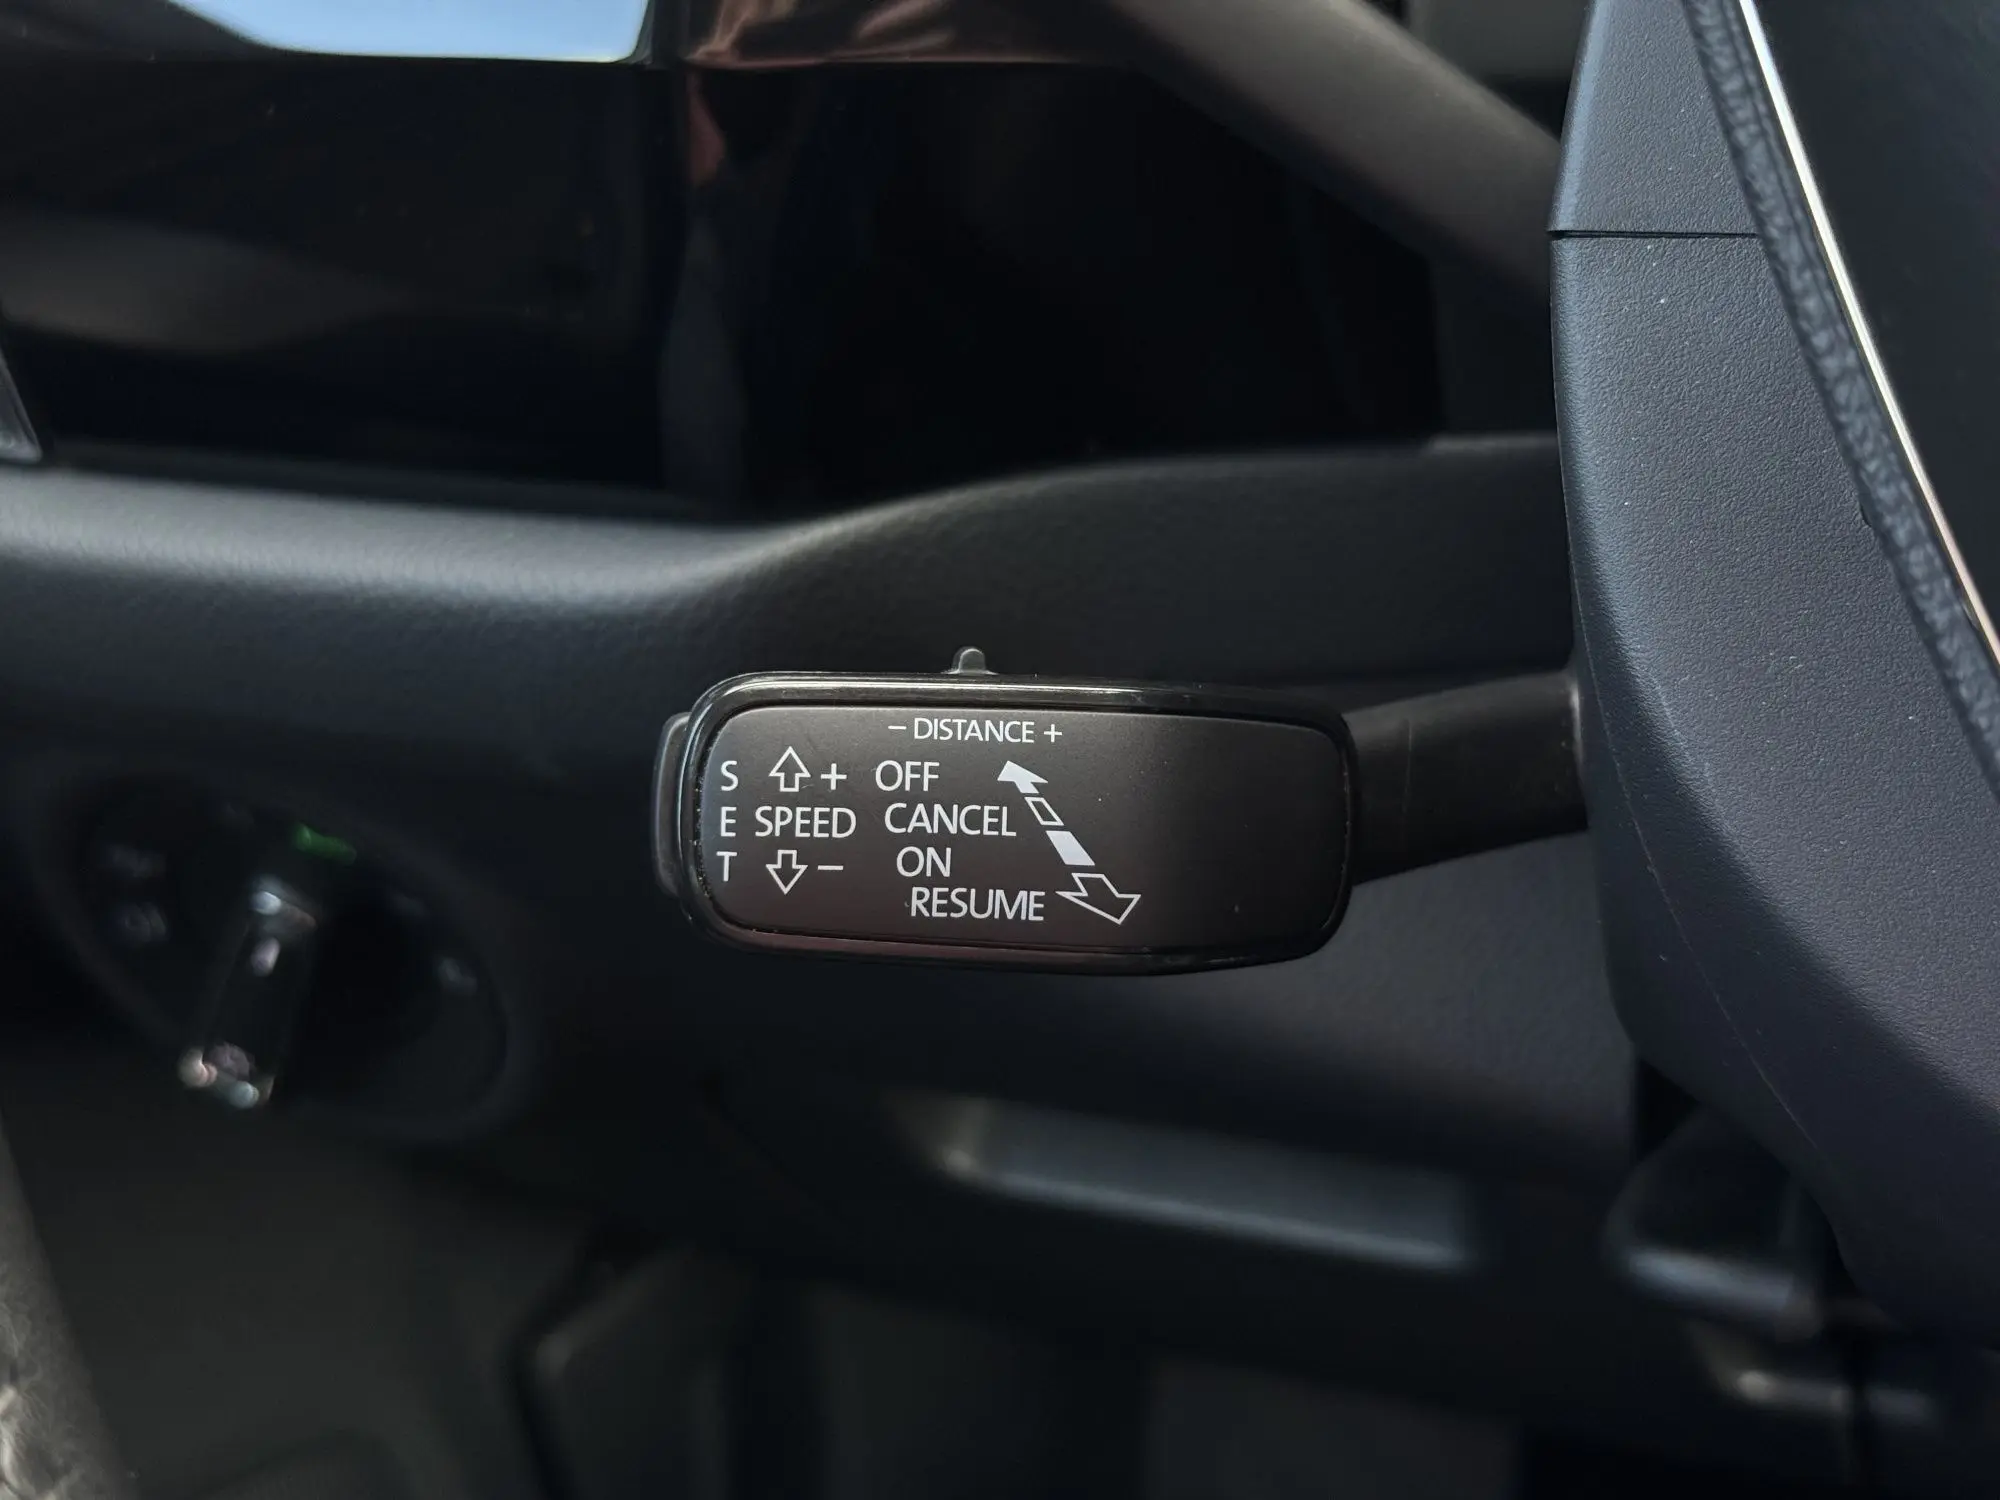 − DISTANCE +
S + OFF
E SPEED CANCEL
T − ON
RESUME